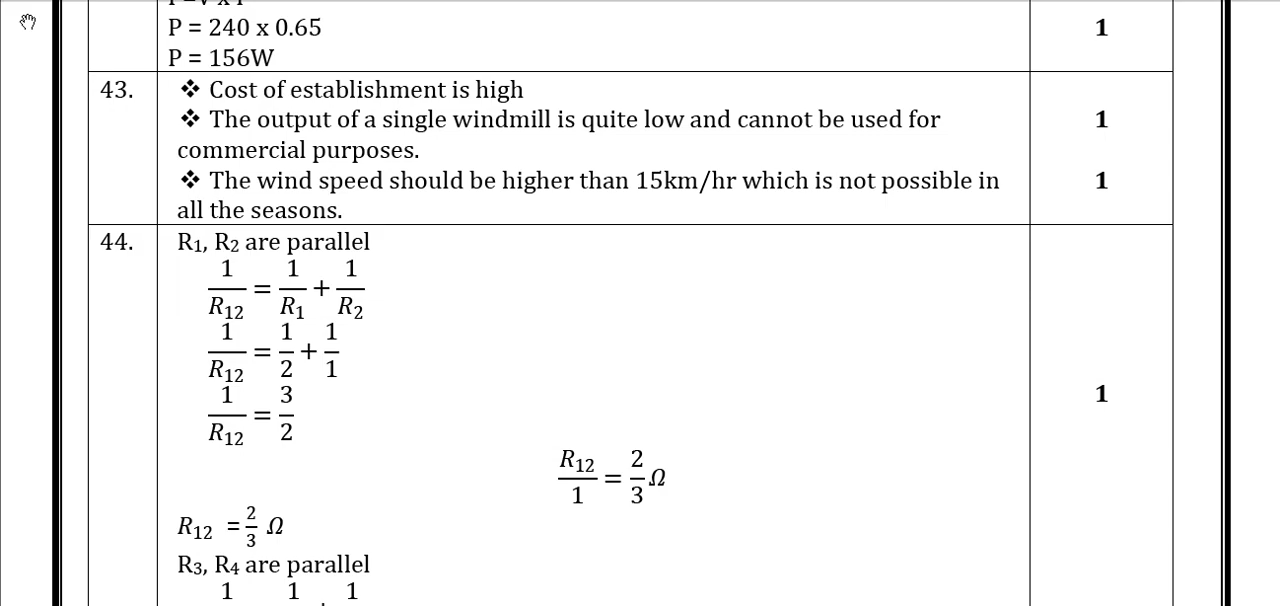 P = 240 x 0.65
1
P = 156W
43.
❖ Cost of establishment is high
❖ The output of a single windmill is quite low and cannot be used for
1
commercial purposes.
❖ The wind speed should be higher than 15km/hr which is not possible in
1
all the seasons.
44.
R1, R2 are parallel
1/R12 = 1/R1 + 1/R2
1/R12 = 1/2 + 1/1
1/R12 = 3/2
1
R12/1 = 2/3 Ω
R12 = 2/3 Ω
R3, R4 are parallel
1 1 1